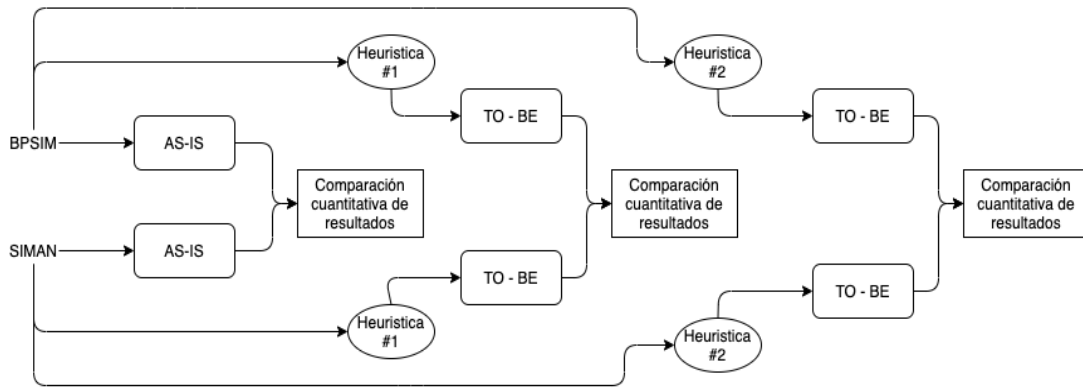 Heuristica
#1
Heuristica
#2
TO - BE
TO - BE
BPSIM
AS-IS
Comparación
cuantitativa de
resultados
Comparación
cuantitativa de
resultados
Comparación
cuantitativa de
resultados
SIMAN
AS-IS
TO - BE
TO - BE
Heuristica
#1
Heuristica
#2